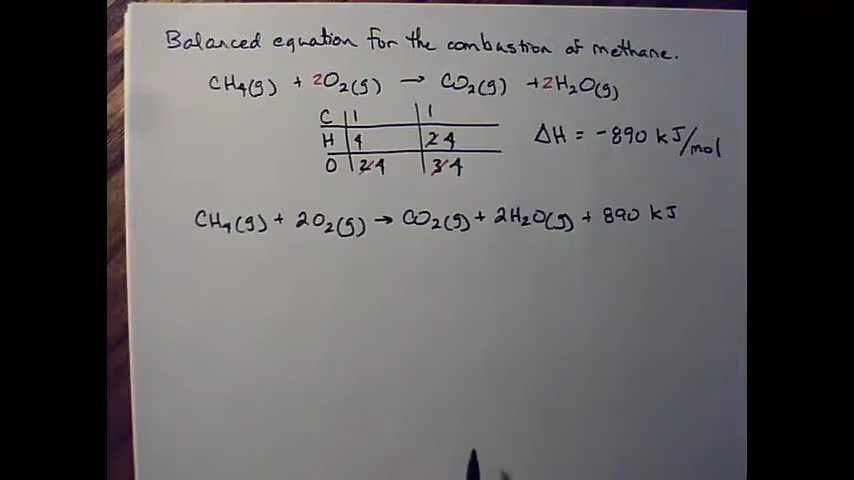 Balanced equation for the combustion of methane.
CH₄(g) + 2O₂(g) → CO₂(g) + 2H₂O(g)
C 1 1
H 4 2 4
ΔH = -890 kJ/mol
O 2 4 3 4
CH₄(g) + 2O₂(g) → CO₂(g) + 2H₂O(g) + 890 kJ